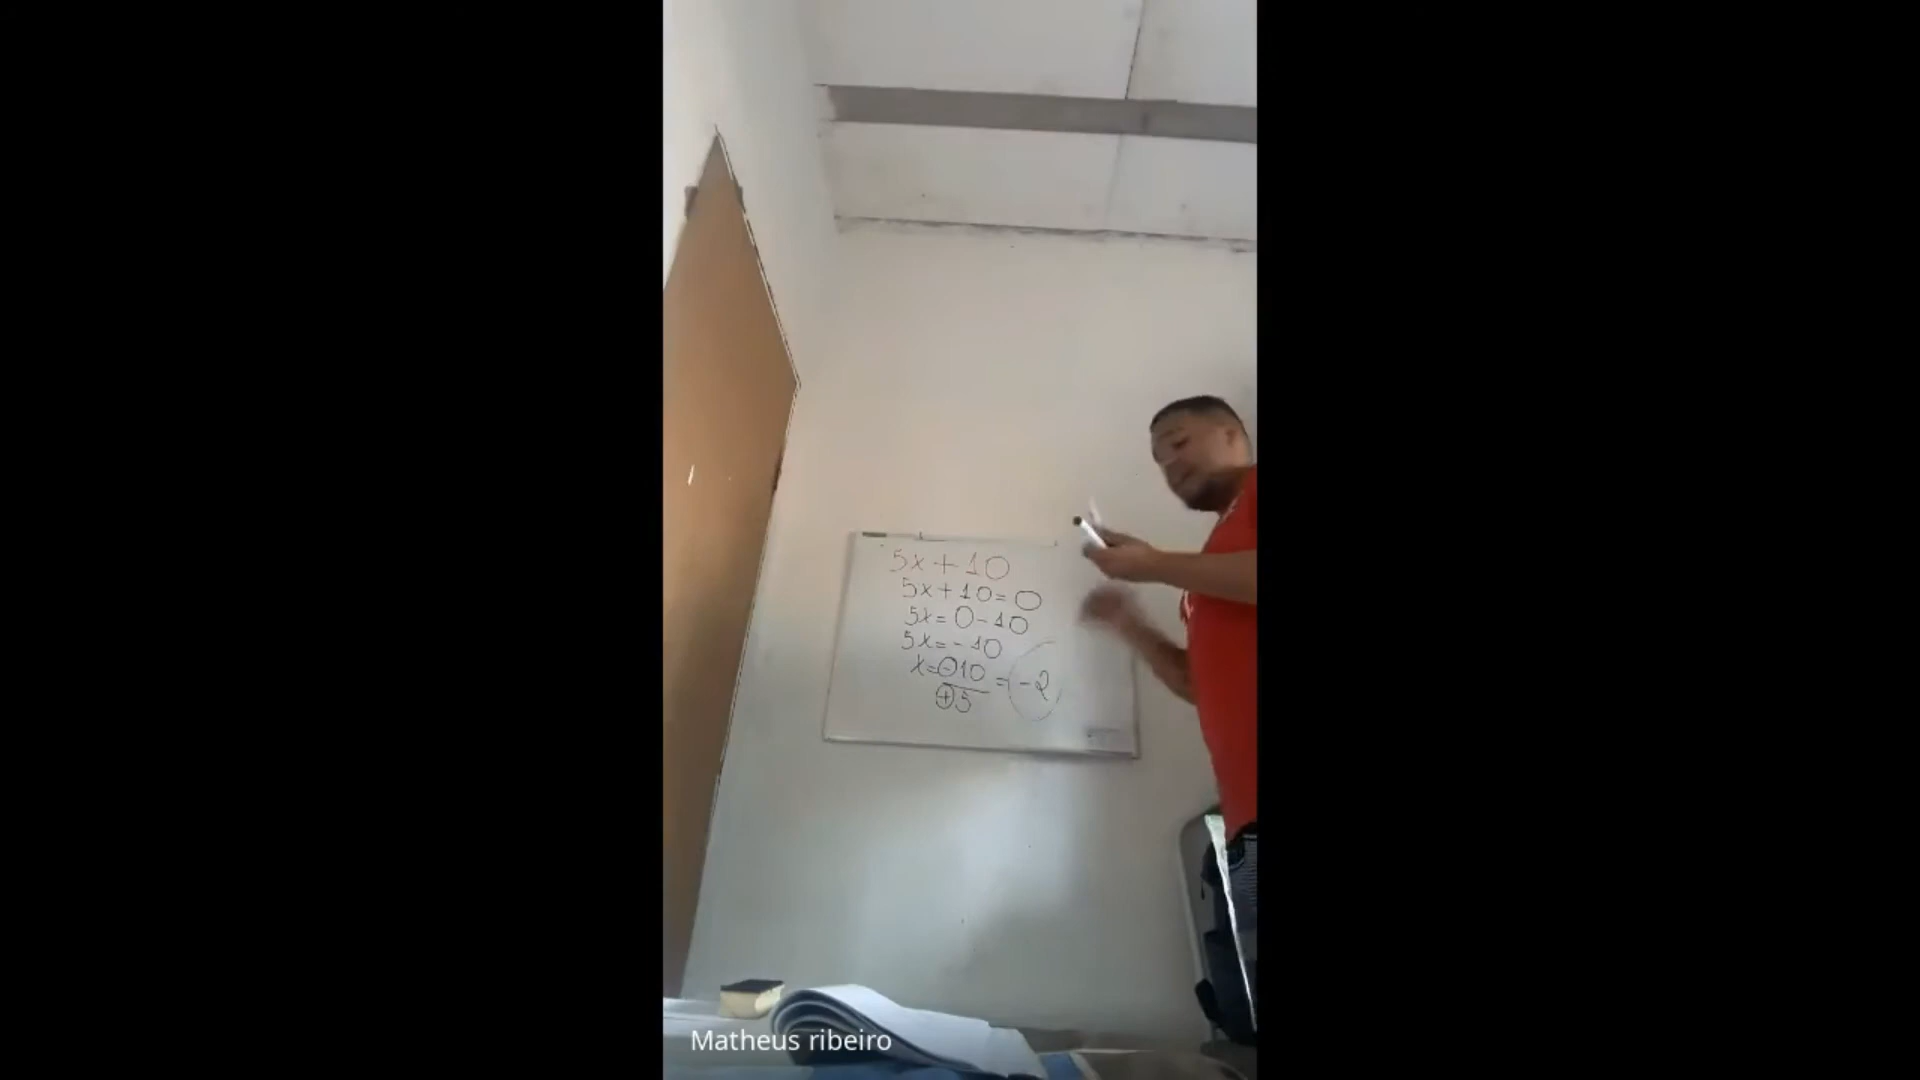 5x+10
5x+10=0
5x=0-10
5x=-10
x=-10/+5 = -2
Matheus ribeiro